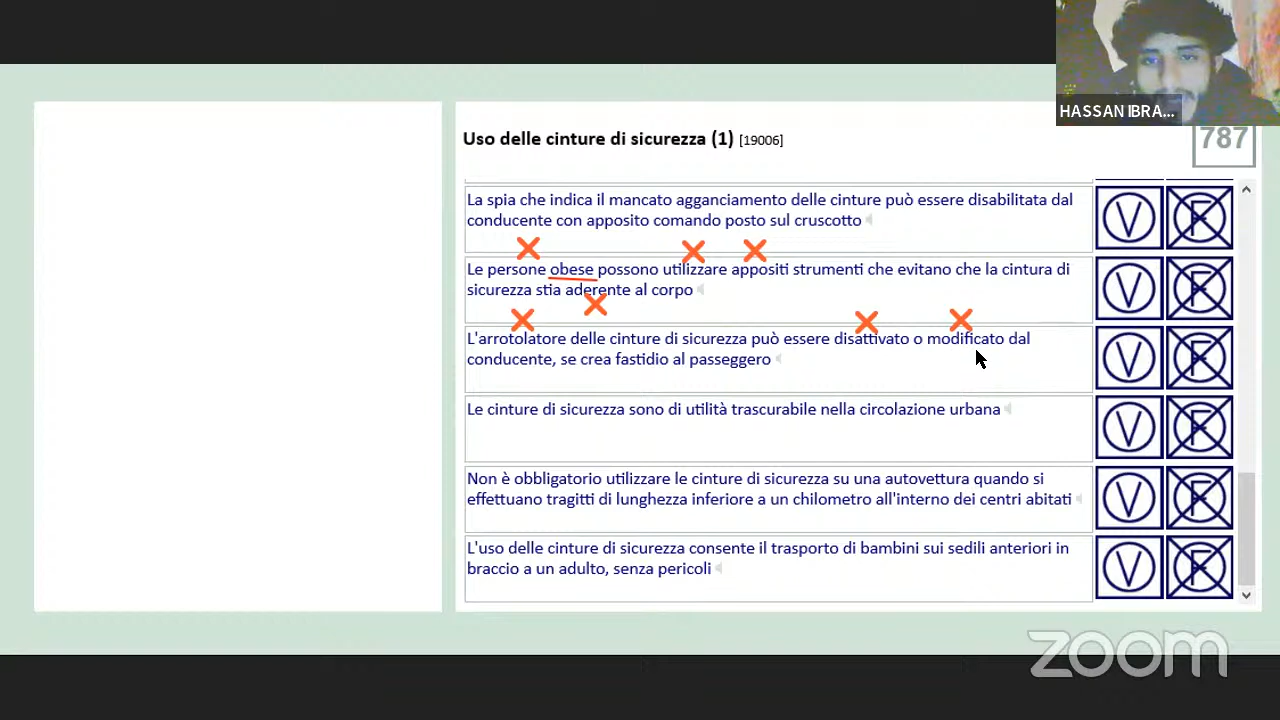 HASSAN IBRA...
Uso delle cinture di sicurezza (1) [19006]
787
La spia che indica il mancato agganciamento delle cinture può essere disabilitata dal
conducente con apposito comando posto sul cruscotto
V F
Le persone obese possono utilizzare appositi strumenti che evitano che la cintura di
sicurezza stia aderente al corpo
V F
L'arrotolatore delle cinture di sicurezza può essere disattivato o modificato dal
conducente, se crea fastidio al passeggero
V F
Le cinture di sicurezza sono di utilità trascurabile nella circolazione urbana
V F
Non è obbligatorio utilizzare le cinture di sicurezza su una autovettura quando si
effettuano tragitti di lunghezza inferiore a un chilometro all'interno dei centri abitati
V F
L'uso delle cinture di sicurezza consente il trasporto di bambini sui sedili anteriori in
braccio a un adulto, senza pericoli
V F
zoom